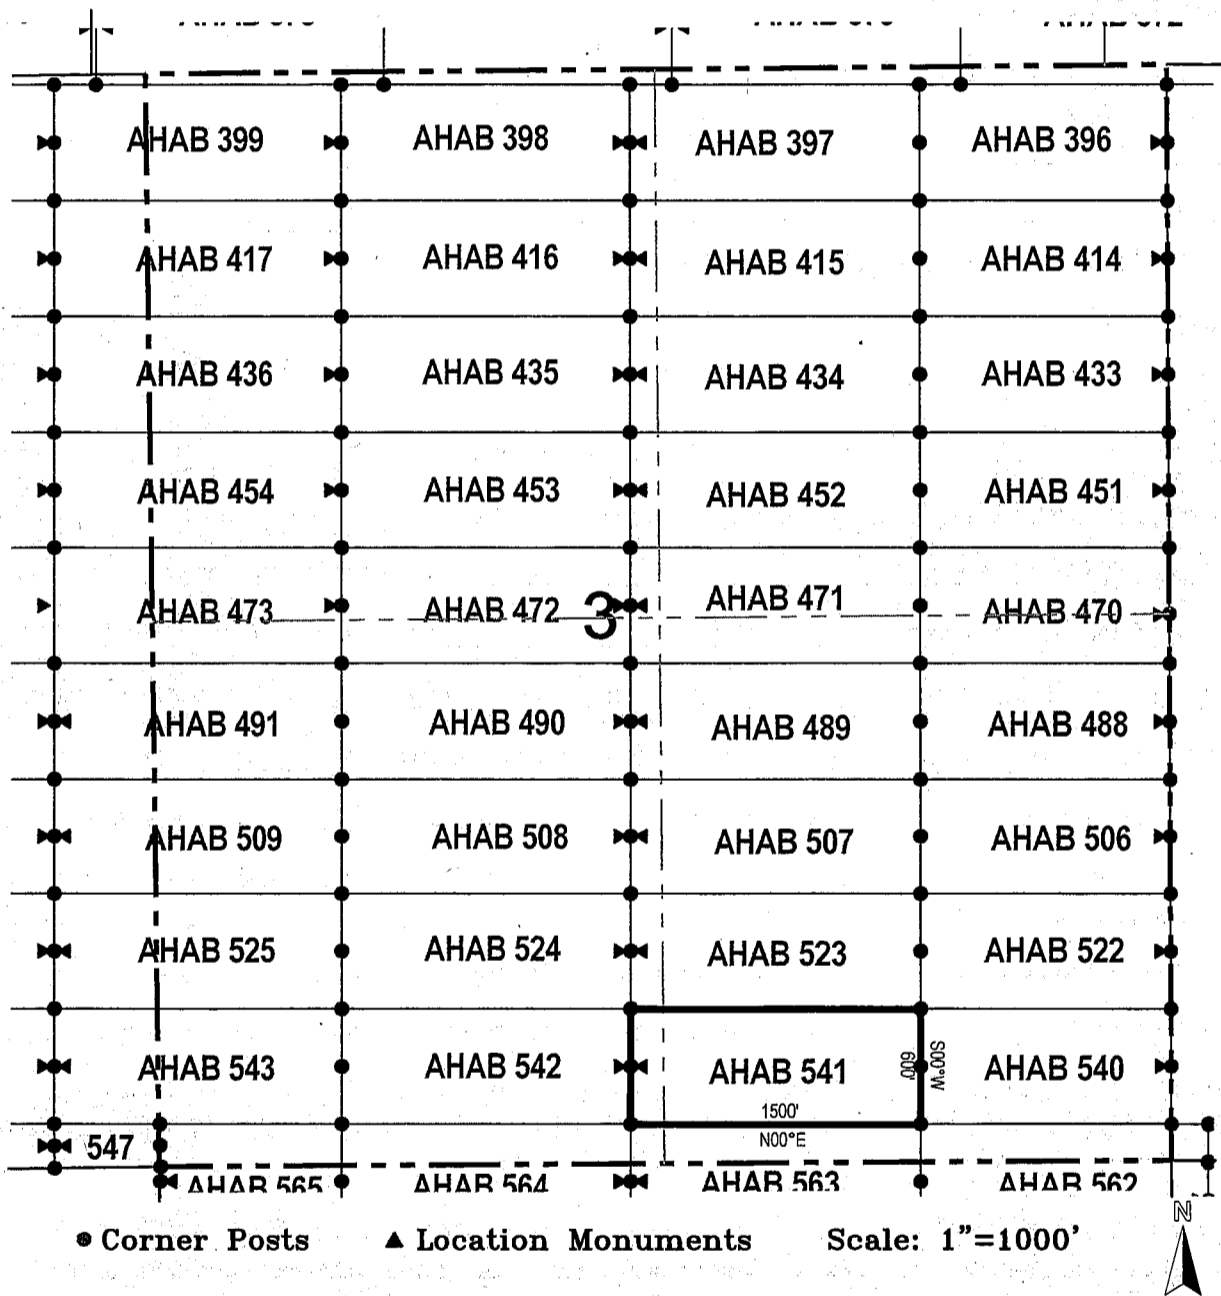 AHAB 399 AHAB 398 AHAB 397 AHAB 396
AHAB 417 AHAB 416 AHAB 415 AHAB 414
AHAB 436 AHAB 435 AHAB 434 AHAB 433
AHAB 454 AHAB 453 AHAB 452 AHAB 451
AHAB 473 AHAB 472 3 AHAB 471 AHAB 470
AHAB 491 AHAB 490 AHAB 489 AHAB 488
AHAB 509 AHAB 508 AHAB 507 AHAB 506
AHAB 525 AHAB 524 AHAB 523 AHAB 522
AHAB 543 AHAB 542 AHAB 541 600' S00°W AHAB 540
1500'
547 N00°E
AHAB 565 AHAB 564 AHAB 563 AHAB 562
Corner Posts Location Monuments Scale: 1"=1000'
N